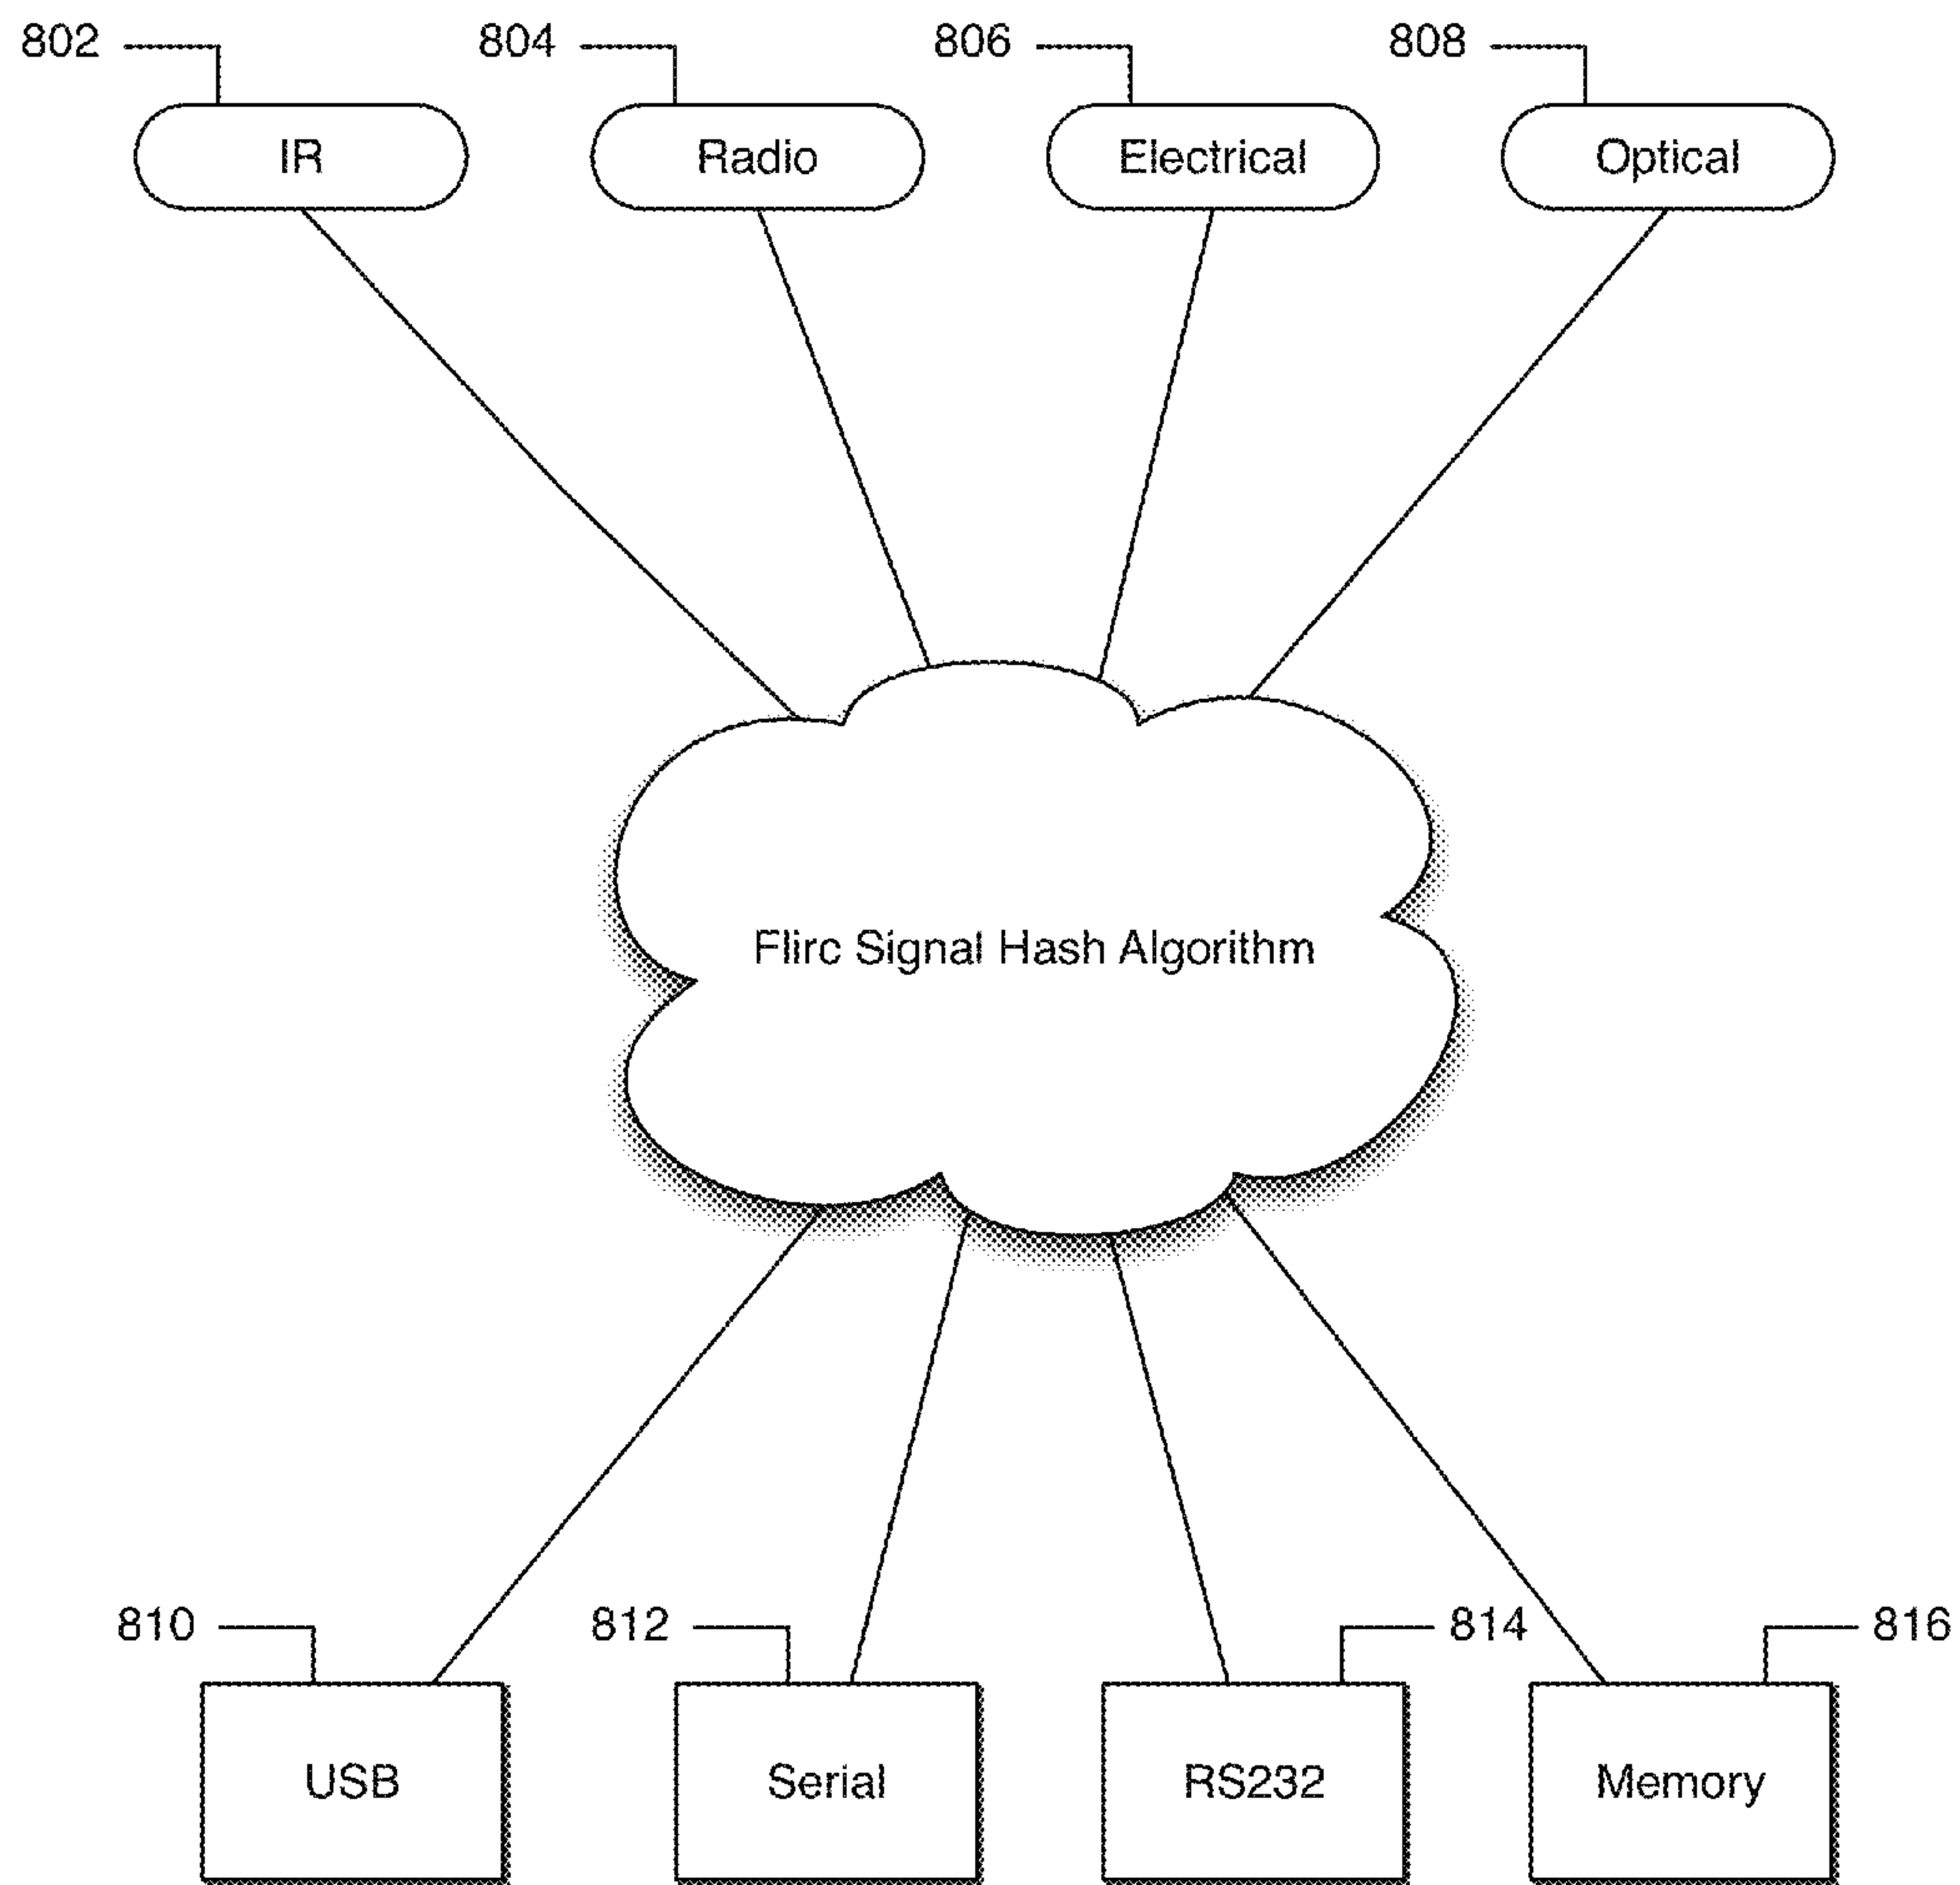 802 804 806 808
IR Radio Electrical Optical
Flirc Signal Hash Algorithm
810 812 814 816
USB Serial RS232 Memory